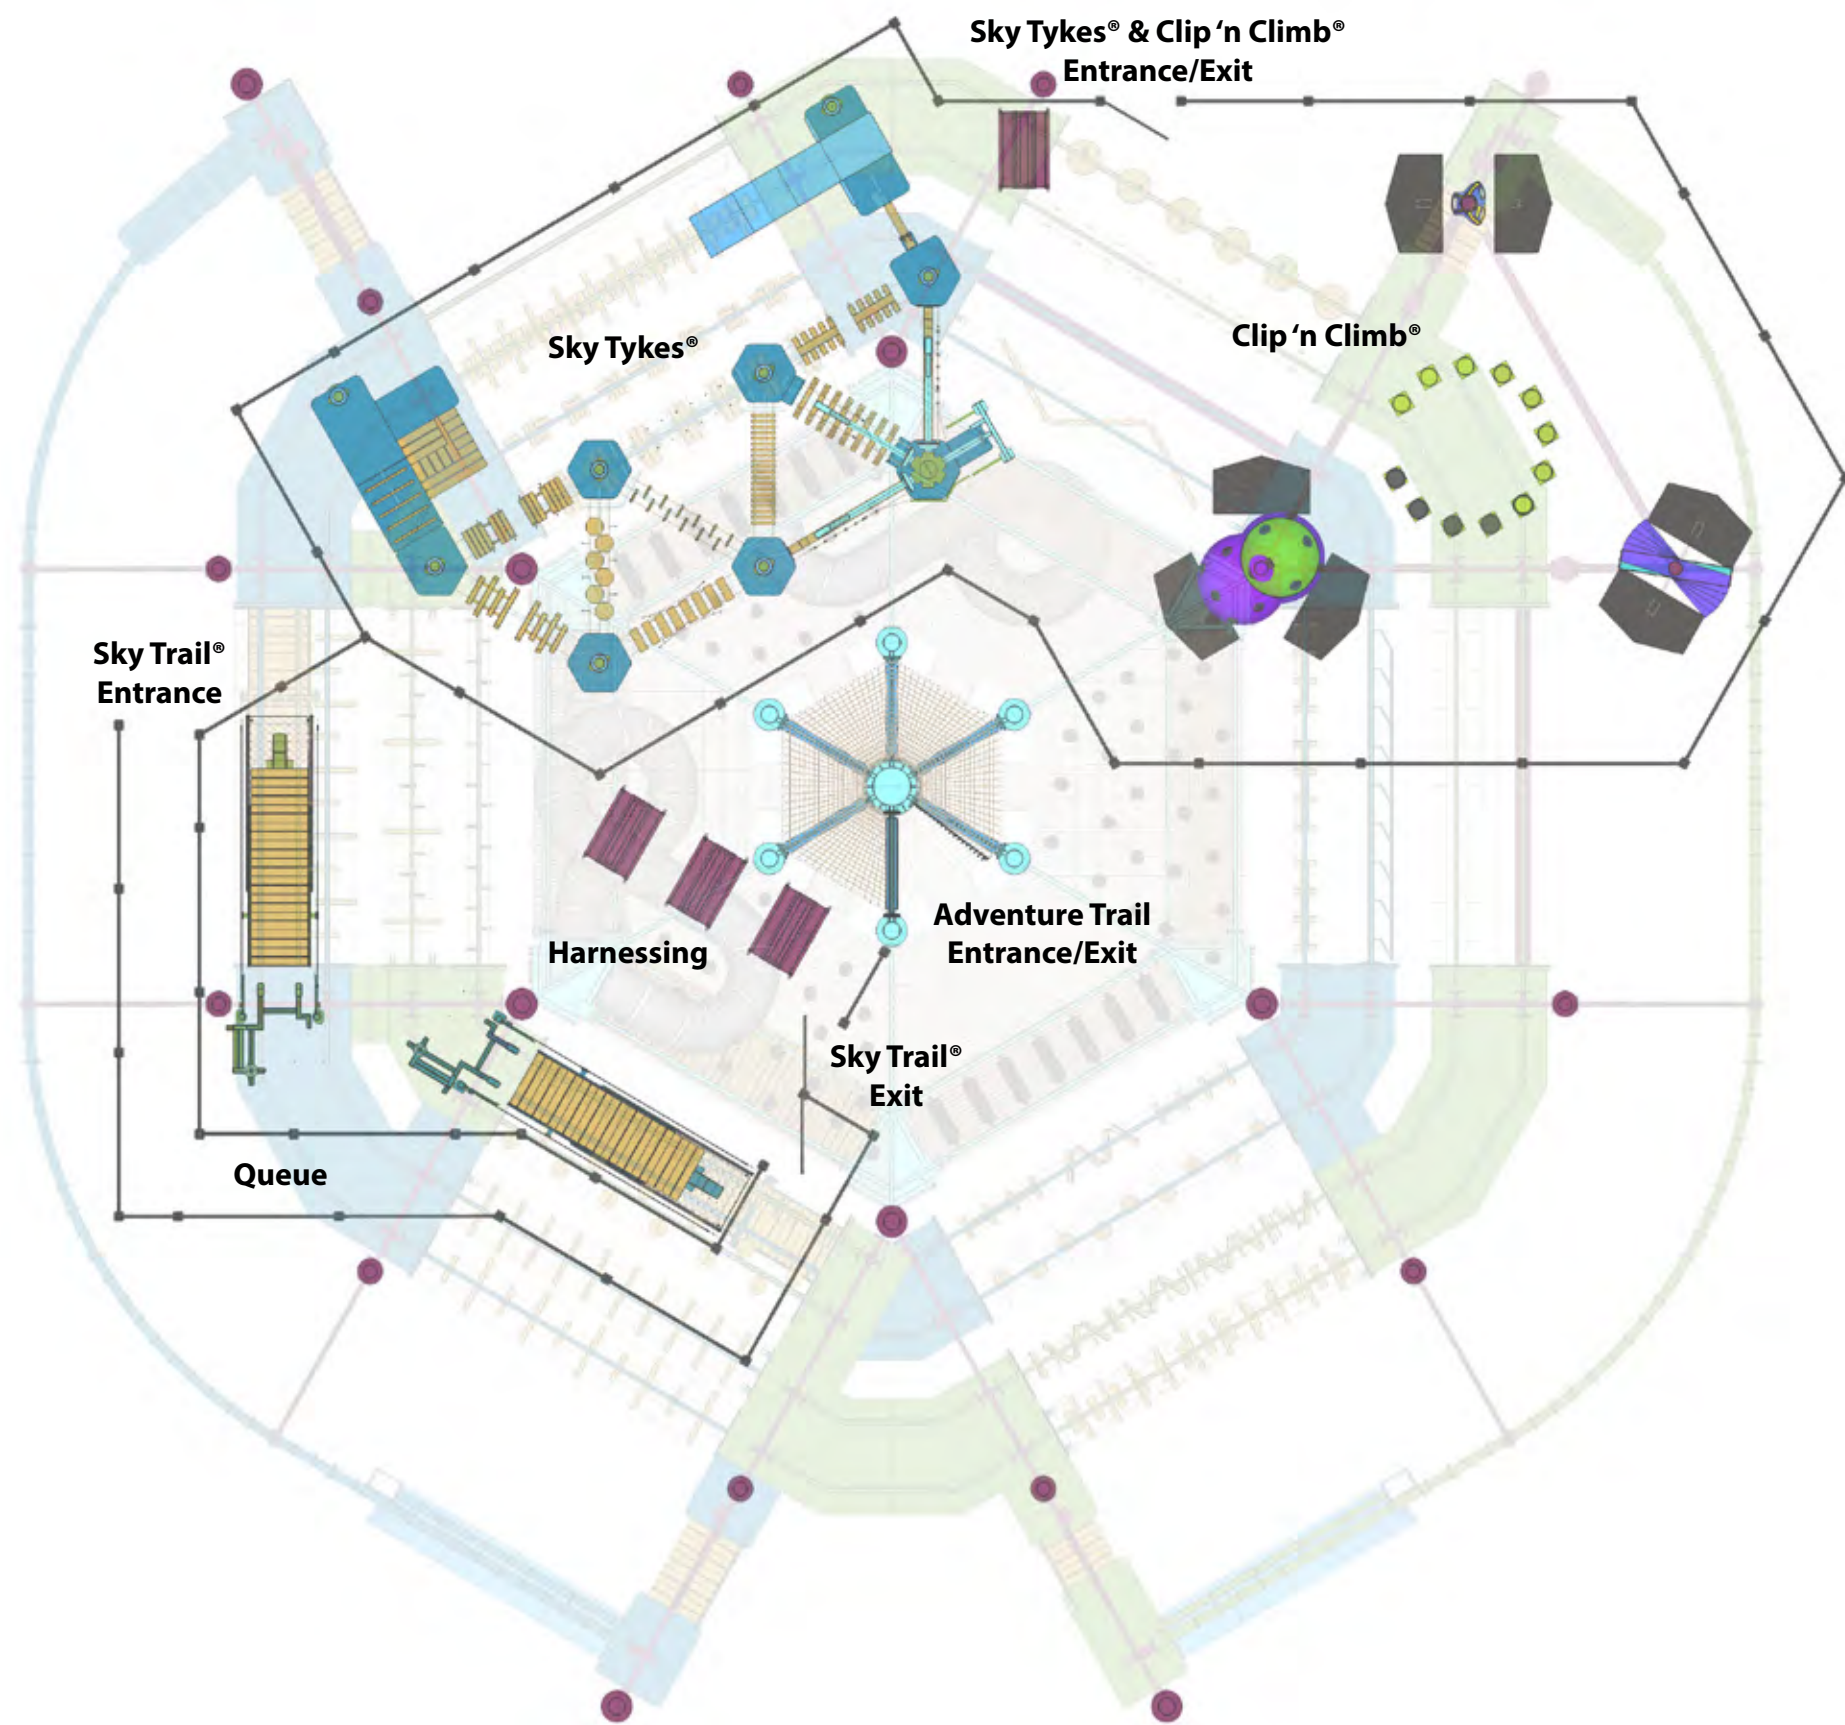 Sky Tykes® & Clip ‘n Climb®
Entrance/Exit
Clip ‘n Climb®
Sky Tykes®
Sky Trail®
Entrance
Adventure Trail
Entrance/Exit
Harnessing
Sky Trail®
Exit
Queue